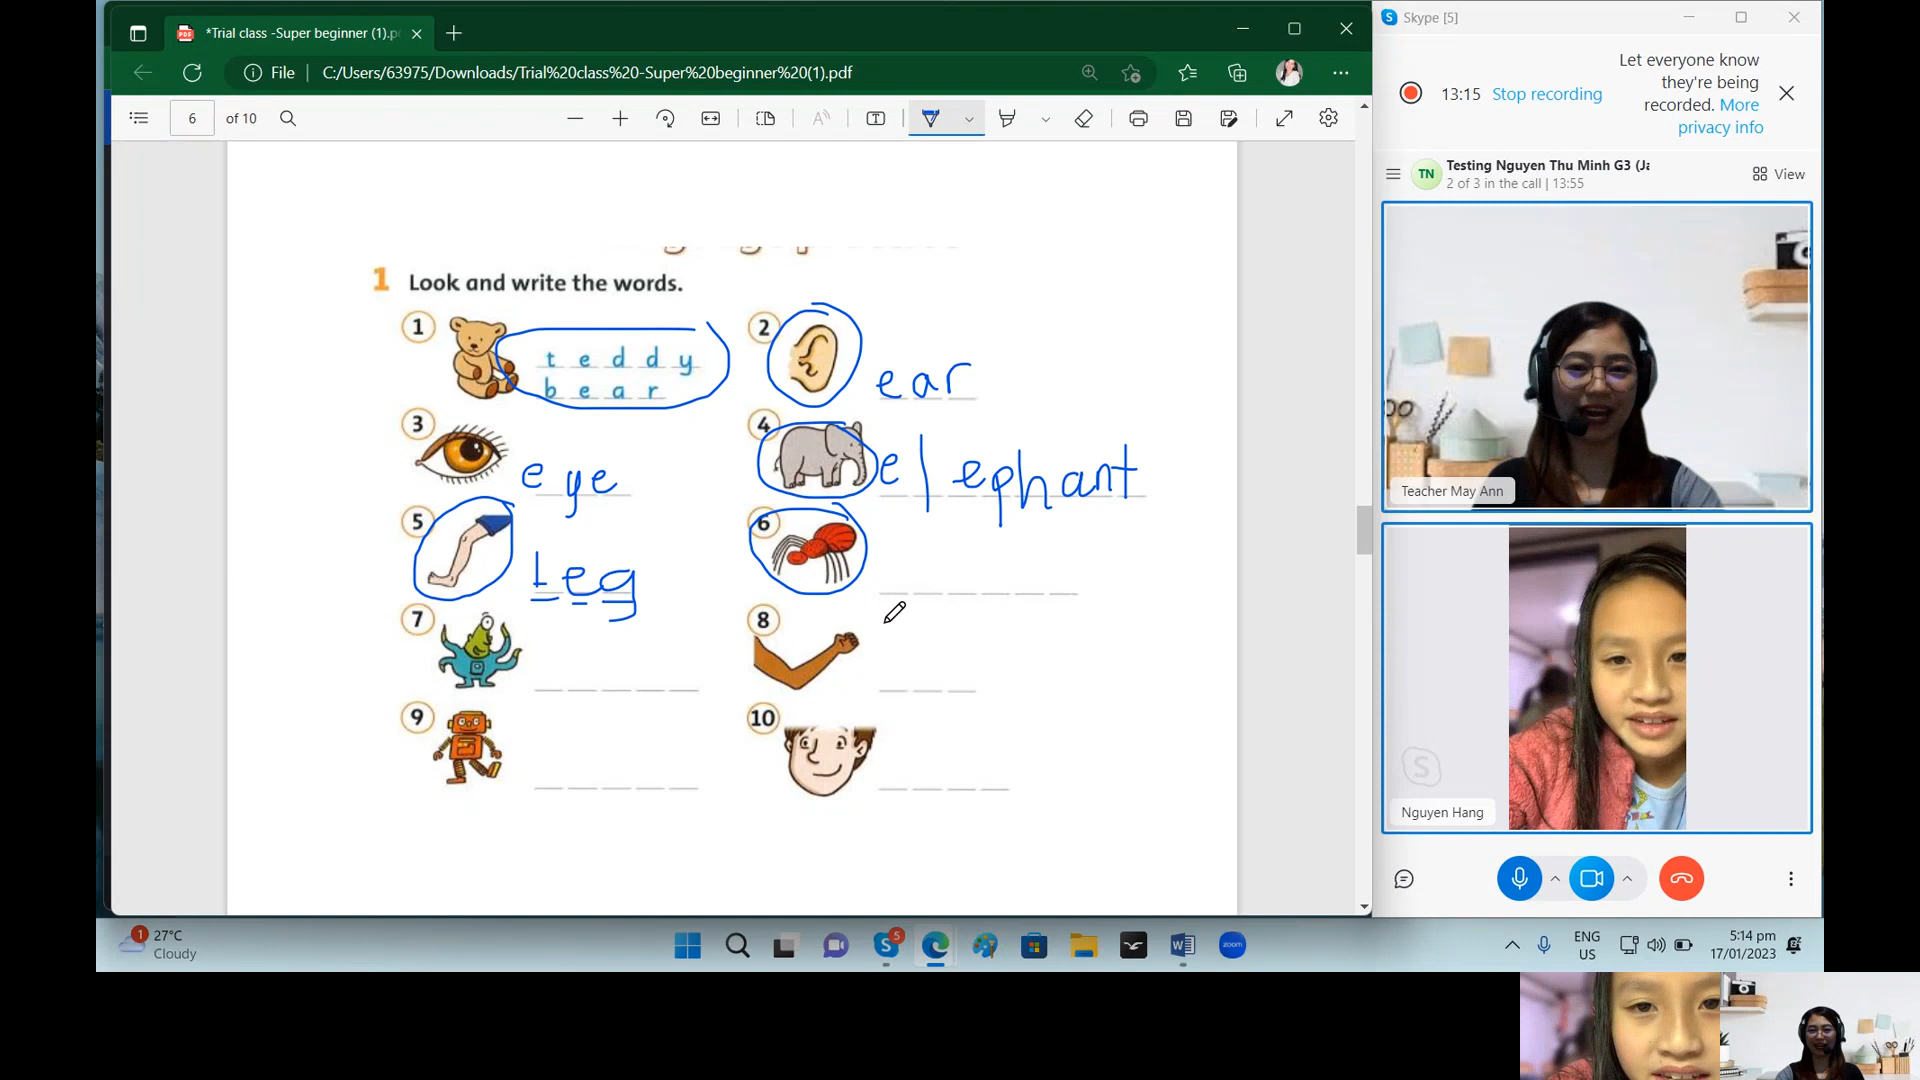 *Trial class -Super beginner (1).p
File C:/Users/63975/Downloads/Trial%20class%20-Super%20beginner%20(1).pdf
6 of 10
1 Look and write the words.
1 teddy
bear
2 ear
3 eye
4 elephant
5 Leg
6
7
8
9
10
Skype [5]
Let everyone know
they're being
recorded. More
privacy info
13:15 Stop recording
TN
Testing Nguyen Thu Minh G3 (Ja
2 of 3 in the call | 13:55
View
Teacher May Ann
Nguyen Hang
1
27°C
Cloudy
5
zoom
ENG
US
5:14 pm
17/01/2023